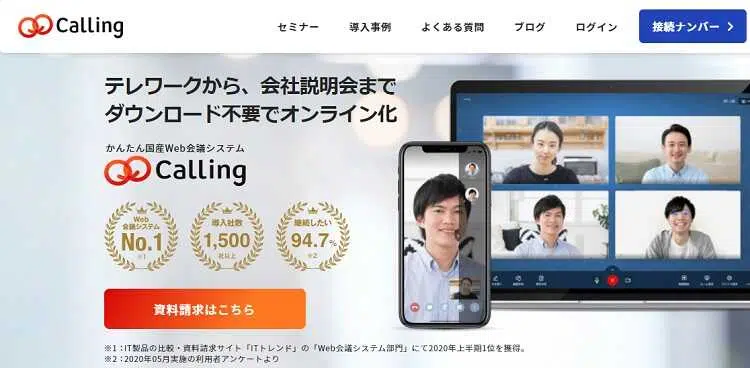 Calling
セミナー 導入事例 よくある質問 ブログ ログイン 接続ナンバー
テレワークから、会社説明会まで
ダウンロード不要でオンライン化
かんたん国産Web会議システム
Calling
Web
会議システム
No.1
※1
導入社数
1,500
社以上
継続したい
94.7%
※2
資料請求はこちら
※1：IT製品の比較・資料請求サイト「ITトレンド」の「Web会議システム部門」にて2020年上半期1位を獲得。
※2：2020年05月実施の利用者アンケートより